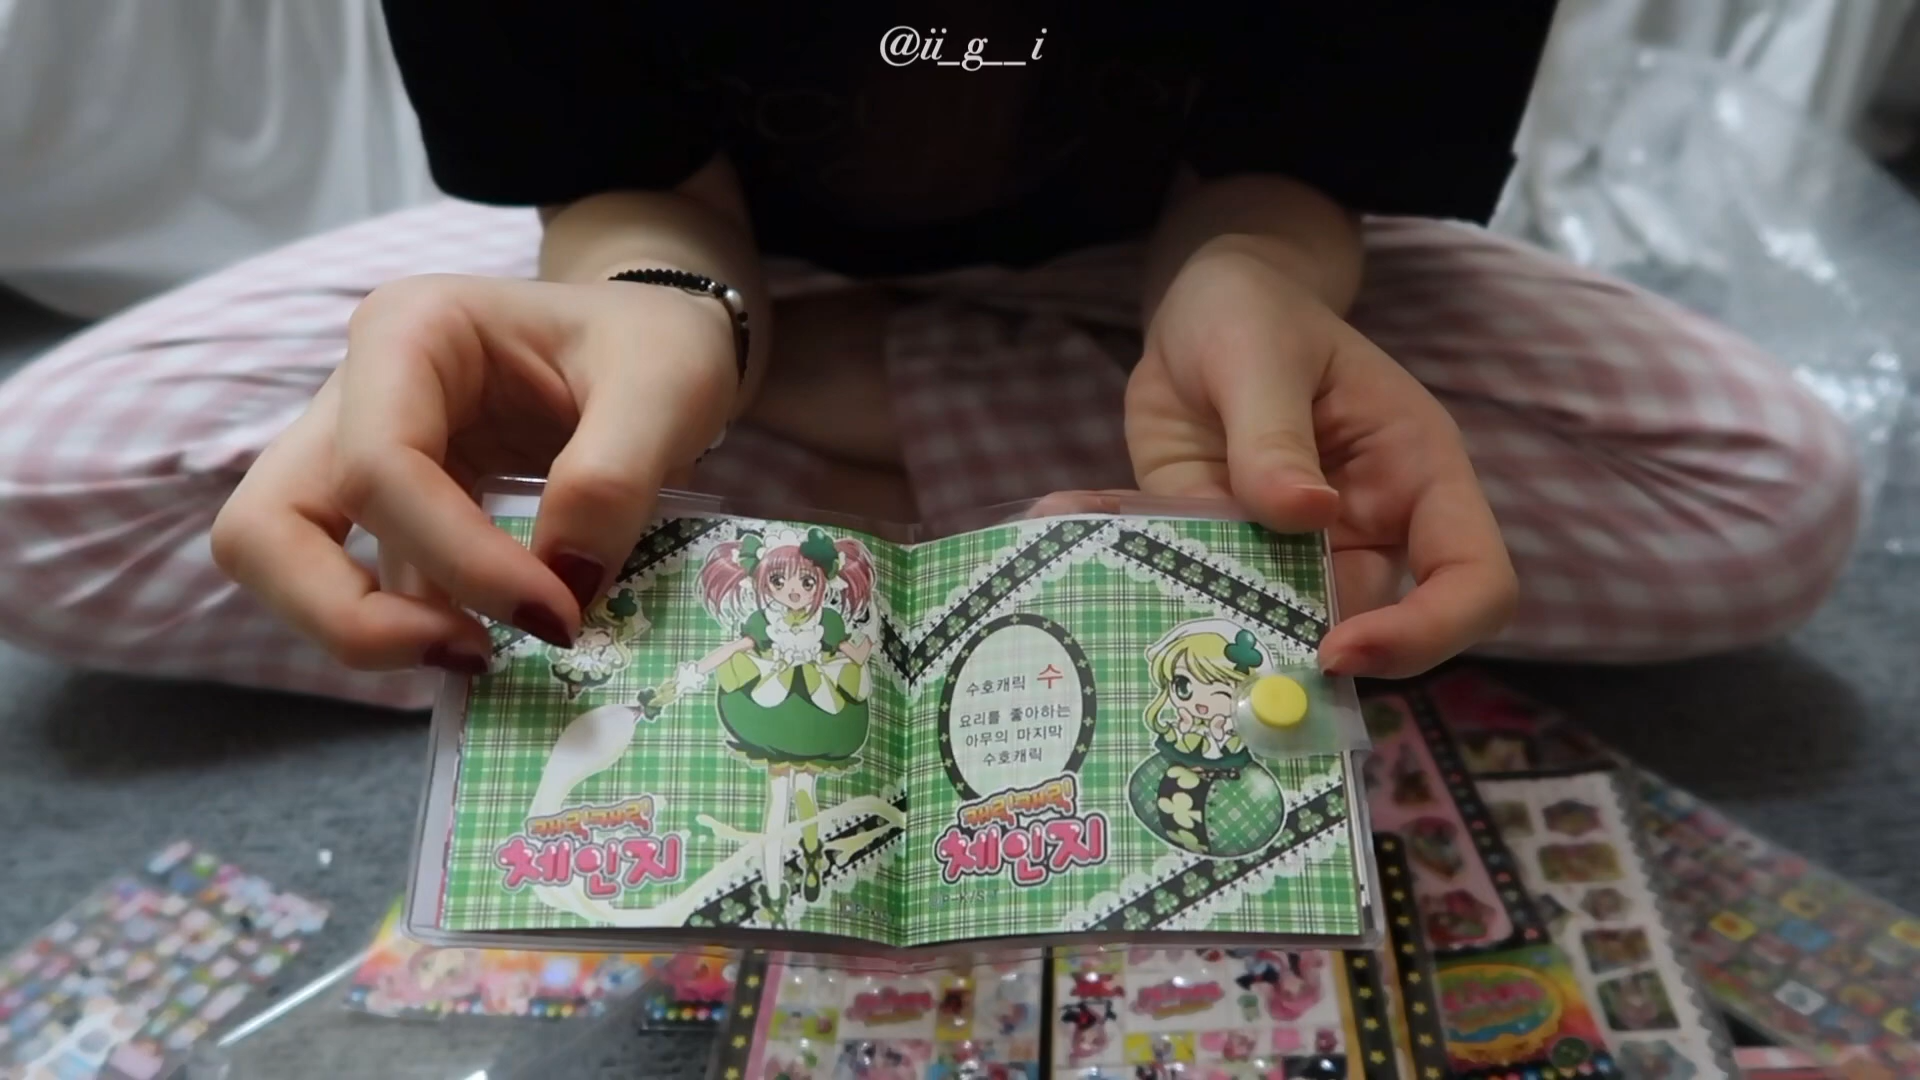 @ii_g__i
캐릭캐릭
체인지
수호캐릭 수
요리를 좋아하는
아무의 마지막
수호캐릭
캐릭캐릭
체인지